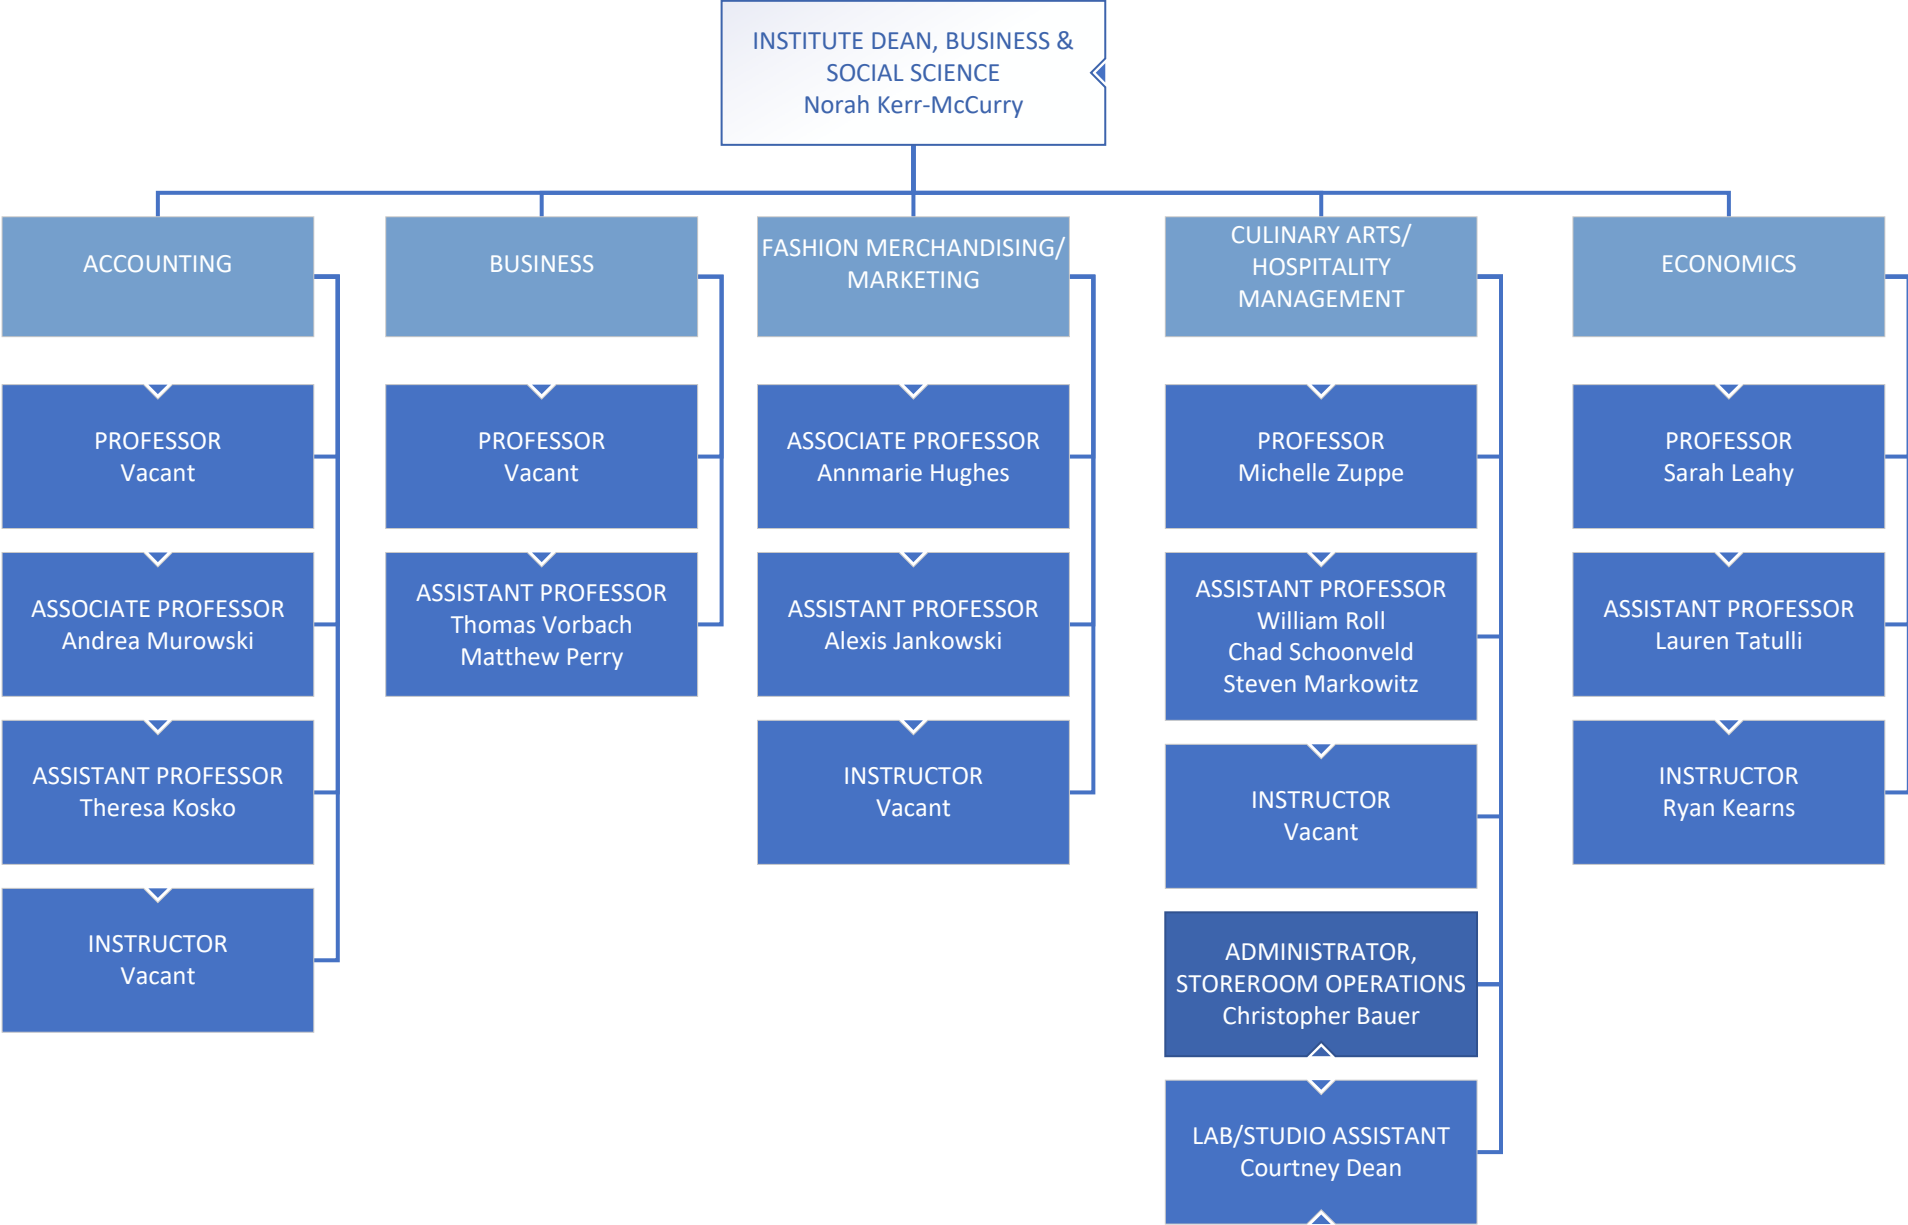 INSTITUTE DEAN, BUSINESS &
SOCIAL SCIENCE
Norah Kerr-McCurry
ACCOUNTING
PROFESSOR
Vacant
ASSOCIATE PROFESSOR
Andrea Murowski
ASSISTANT PROFESSOR
Theresa Kosko
INSTRUCTOR
Vacant
BUSINESS
PROFESSOR
Vacant
ASSISTANT PROFESSOR
Thomas Vorbach
Matthew Perry
FASHION MERCHANDISING/
MARKETING
ASSOCIATE PROFESSOR
Annmarie Hughes
ASSISTANT PROFESSOR
Alexis Jankowski
INSTRUCTOR
Vacant
CULINARY ARTS/
HOSPITALITY
MANAGEMENT
PROFESSOR
Michelle Zuppe
ASSISTANT PROFESSOR
William Roll
Chad Schoonveld
Steven Markowitz
INSTRUCTOR
Vacant
ADMINISTRATOR,
STOREROOM OPERATIONS
Christopher Bauer
LAB/STUDIO ASSISTANT
Courtney Dean
ECONOMICS
PROFESSOR
Sarah Leahy
ASSISTANT PROFESSOR
Lauren Tatulli
INSTRUCTOR
Ryan Kearns